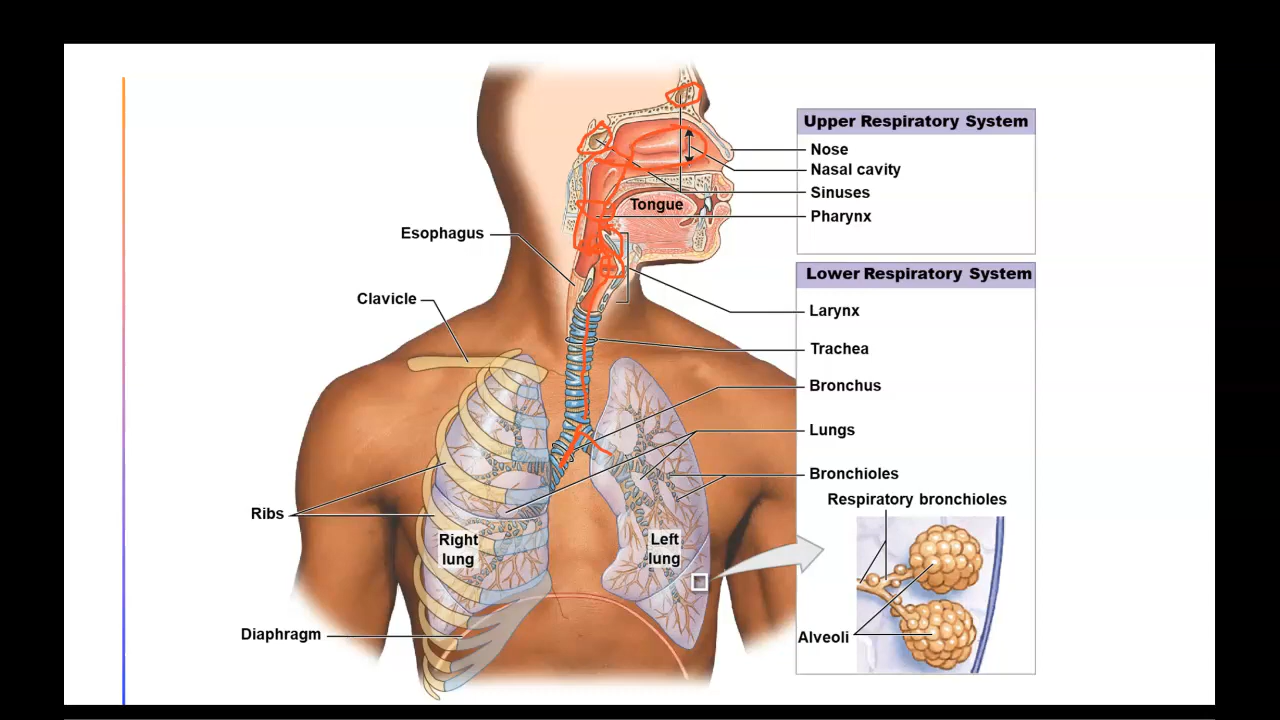 Upper Respiratory System
Nose
Nasal cavity
Sinuses
Pharynx
Tongue
Esophagus
Clavicle
Ribs
Right
lung
Left
lung
Diaphragm
Lower Respiratory System
Larynx
Trachea
Bronchus
Lungs
Bronchioles
Respiratory bronchioles
Alveoli